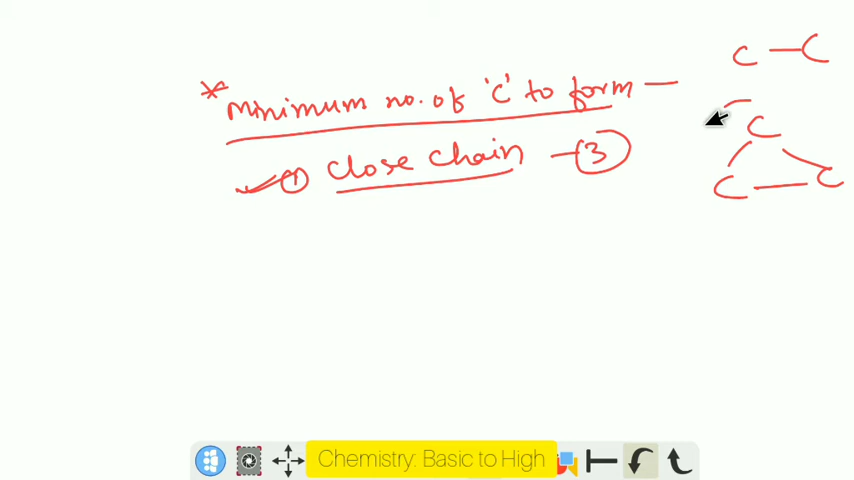 * Minimum no. of 'C' to form —
① Close Chain - 3
C - C
C
C - C
Chemistry: Basic to High